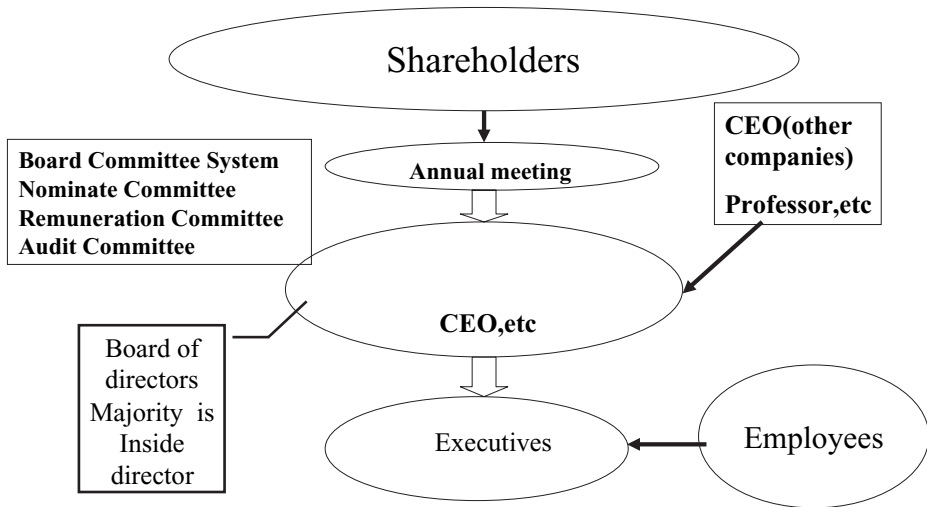 Shareholders
Annual meeting
CEO(other
companies)
Professor,etc
Board Committee System
Nominate Committee
Remuneration Committee
Audit Committee
CEO,etc
Board of
directors
Majority is
Inside
director
Executives
Employees